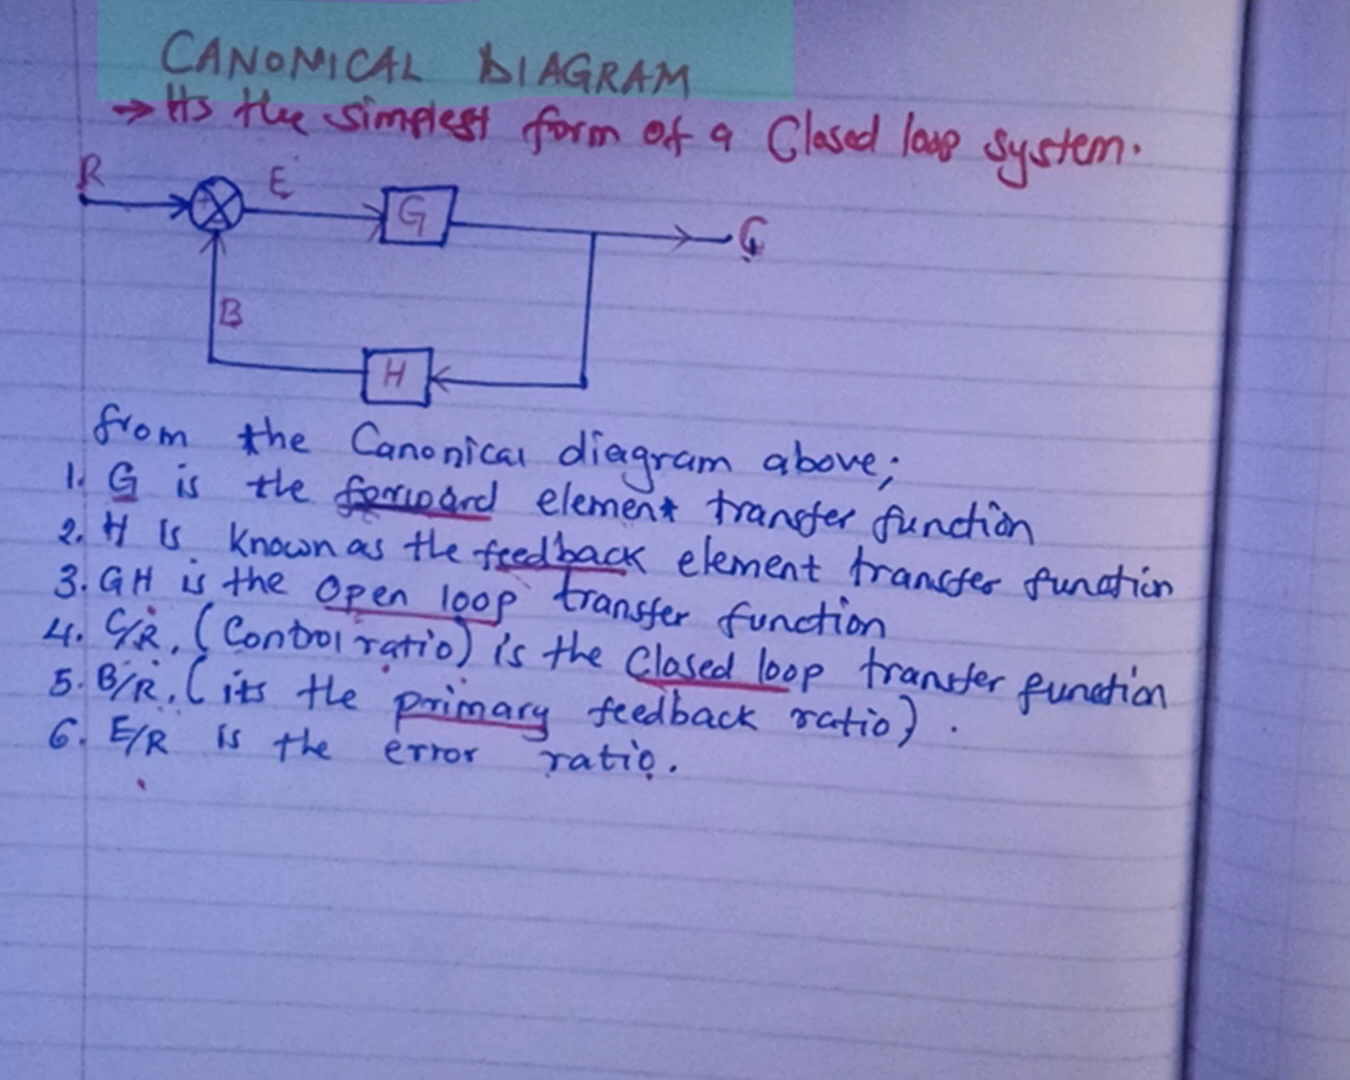 CANONICAL DIAGRAM
→ Its the simplest form of a Closed loop system.
R
E
G
C
B
H
from the Canonical diagram above;
1. G is the forward element transfer function
2. H is known as the feedback element transfer function
3. GH is the Open loop transfer function
4. C/R, (Control ratio) is the Closed loop transfer function
5. B/R, (its the primary feedback ratio).
6. E/R is the error ratio.